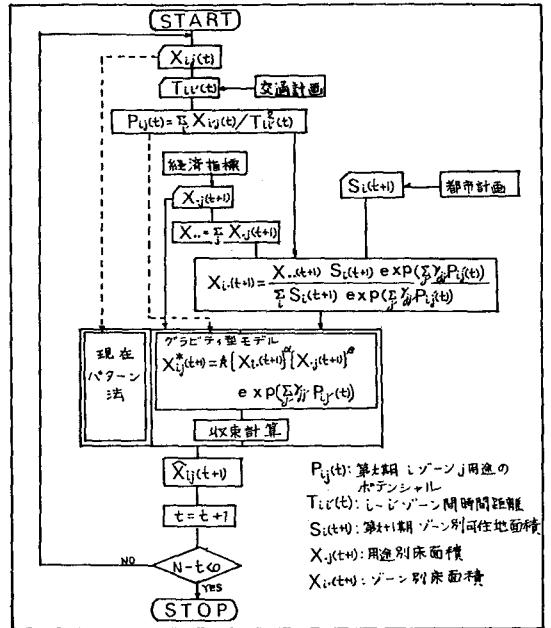 START
Xij(t)
Tii'(t)
交通計画
Pij(t)=Σi' Xi'j(t)/T²ii'(t)
経済指標
X.j(t+1)
X..=Σj X.j(t+1)
Si(t+1)
都市計画
Xi.(t+1)= X..(t+1) Si(t+1) exp(Σj γj Pij(t))
Σi Si(t+1) exp(Σj γj Pij(t))
現在
パターン
法
グラビティ型モデル
X*ij(t+1)=A{Xi.(t+1)}^α{X.j(t+1)}^β
exp(Σj' γjj' Pij'(t))
収束計算
X̂ij(t+1)
t=t+1
N-t<0
NO
YES
STOP
Pij(t): 第t期 iゾーンj用途の
ポテンシャル
Tii'(t): i~i'ゾーン間時間距離
Si(t+1): 第t+1期ゾーン別可住地面積
X.j(t+1): 用途別床面積
Xi.(t+1): ゾーン別床面積